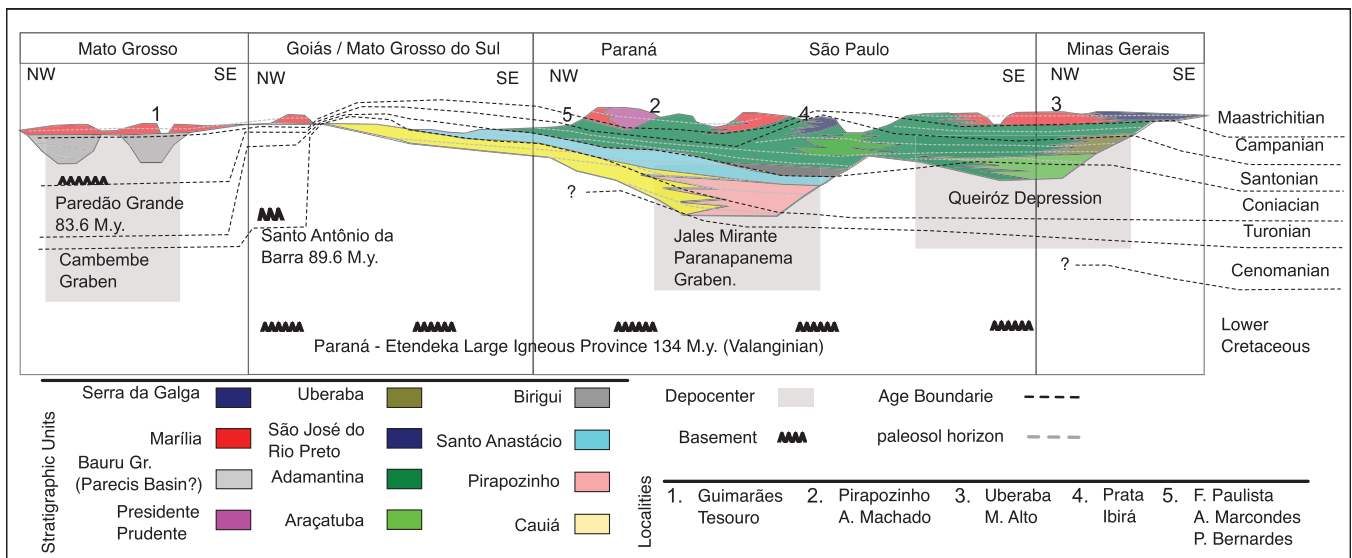 Mato Grosso
Goiás / Mato Grosso do Sul
Paraná
São Paulo
Minas Gerais
NW
SE
NW
SE
NW
SE
NW
SE
1
5
2
4
3
Maastrichitian
Campanian
Santonian
Coniacian
Turonian
Cenomanian
Lower
Cretaceous
Paredão Grande
83.6 M.y.
Cambembe
Graben
Santo Antônio da
Barra 89.6 M.y.
?
Jales Mirante
Paranapanema
Graben.
Queiróz Depression
?
Paraná - Etendeka Large Igneous Province 134 M.y. (Valanginian)
Stratigraphic Units
Serra da Galga
Marília
Bauru Gr.
(Parecis Basin?)
Presidente
Prudente
Uberaba
São José do
Rio Preto
Adamantina
Araçatuba
Birigui
Santo Anastácio
Pirapozinho
Cauiá
Depocenter
Basement
Age Boundarie
paleosol horizon
Localities
1. Guimarães
Tesouro
2. Pirapozinho
A. Machado
3. Uberaba
M. Alto
4. Prata
Ibirá
5. F. Paulista
A. Marcondes
P. Bernardes